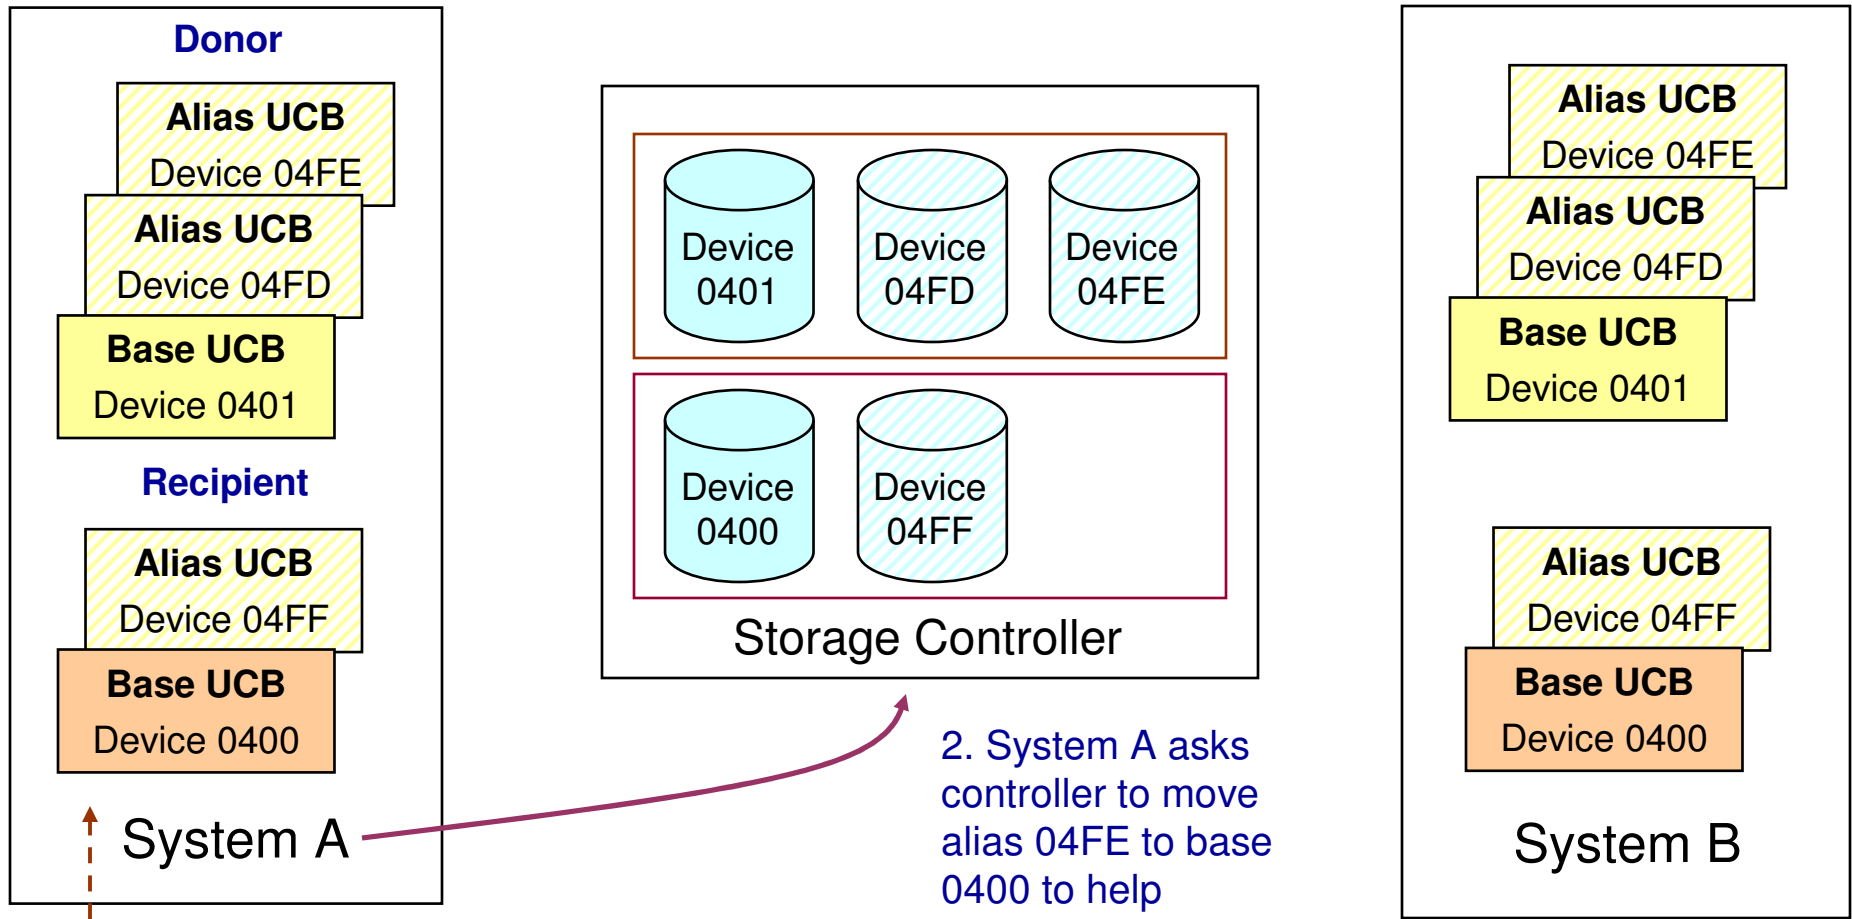 Donor
Alias UCB
Device 04FE
Alias UCB
Device 04FD
Base UCB
Device 0401
Recipient
Alias UCB
Device 04FF
Base UCB
Device 0400
System A
Device
0401
Device
04FD
Device
04FE
Device
0400
Device
04FF
Storage Controller
2. System A asks
controller to move
alias 04FE to base
0400 to help
Alias UCB
Device 04FE
Alias UCB
Device 04FD
Base UCB
Device 0401
Alias UCB
Device 04FF
Base UCB
Device 0400
System B